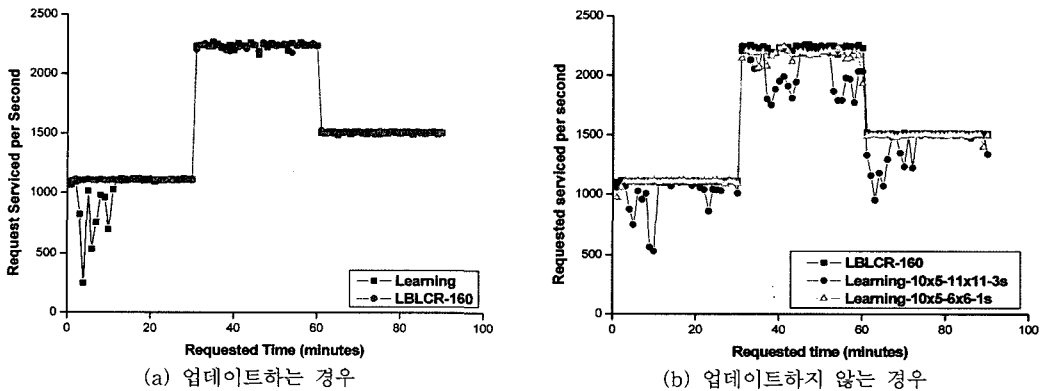 2500
2000
1500
1000
500
0
Request Serviced per Second
0
20
40
60
80
100
Requested Time (minutes)
Learning
LBLCR-160
(a) 업데이트하는 경우
2500
2000
1500
1000
500
0
Requested serviced per second
0
20
40
60
80
100
Requested time (minutes)
LBLCR-160
Learning-10x5-11x11-3s
Learning-10x5-6x6-1s
(b) 업데이트하지 않는 경우